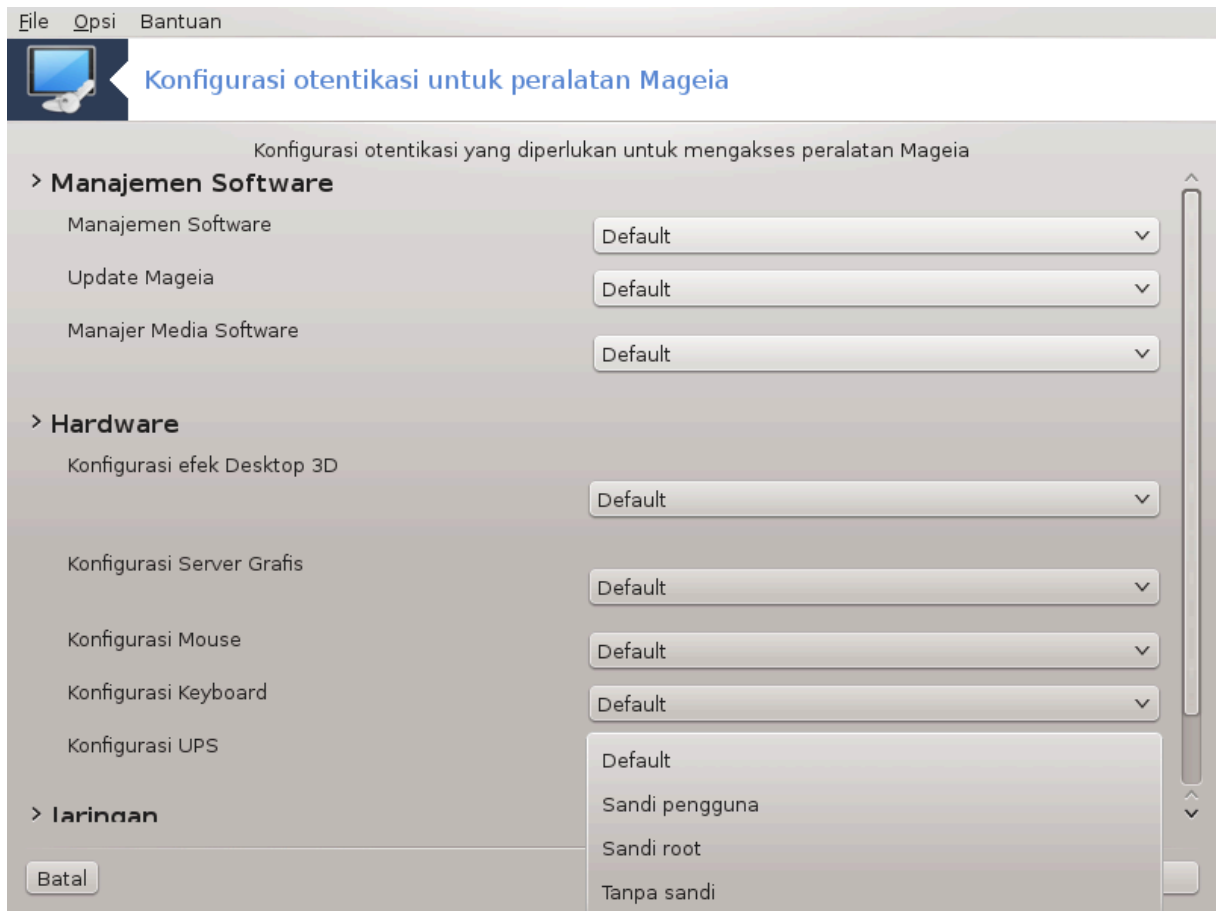 File Opsi Bantuan
Konfigurasi otentikasi untuk peralatan Mageia
Konfigurasi otentikasi yang diperlukan untuk mengakses peralatan Mageia
> Manajemen Software
Manajemen Software
Default
Update Mageia
Default
Manajer Media Software
Default
> Hardware
Konfigurasi efek Desktop 3D
Default
Konfigurasi Server Grafis
Default
Konfigurasi Mouse
Default
Konfigurasi Keyboard
Default
Konfigurasi UPS
Default
Sandi pengguna
> Jaringan
Sandi root
Batal
Tanpa sandi